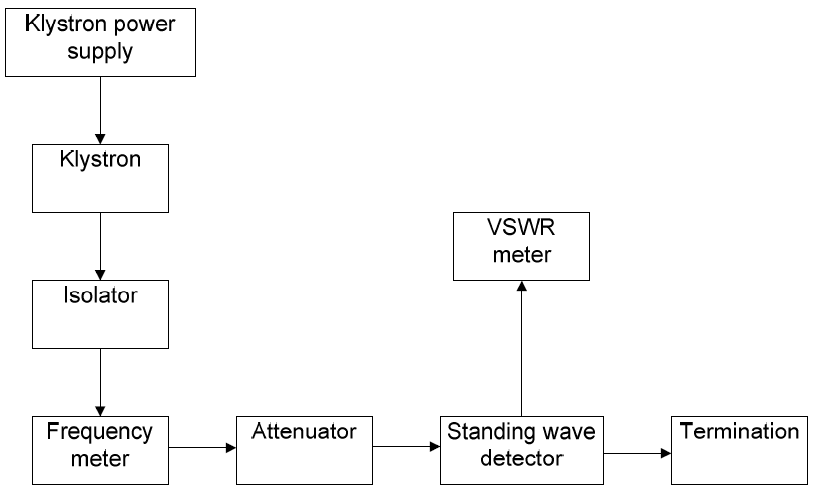 Klystron power
supply
Klystron
Isolator
VSWR
meter
Frequency
meter
Attenuator
Standing wave
detector
Termination